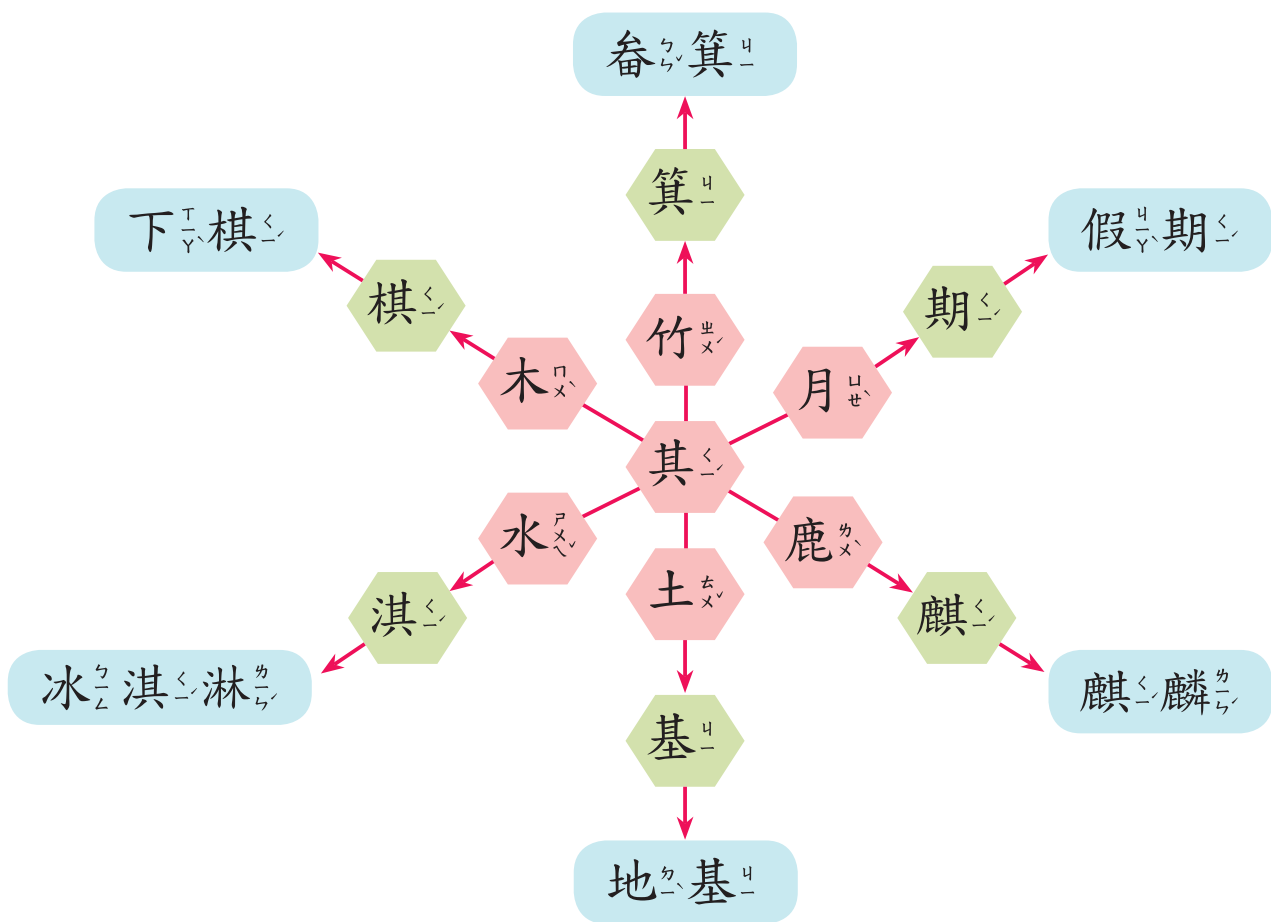 畚ㄅㄣˇ箕ㄐㄧ
箕ㄐㄧ
下ㄒㄧㄚˋ棋ㄑㄧˊ
假ㄐㄧㄚˋ期ㄑㄧˊ
棋ㄑㄧˊ
期ㄑㄧˊ
竹ㄓㄨˊ
木ㄇㄨˋ
月ㄩㄝˋ
其ㄑㄧˊ
水ㄕㄨㄟˇ
鹿ㄌㄨˋ
土ㄊㄨˇ
淇ㄑㄧˊ
麒ㄑㄧˊ
冰ㄅㄧㄥ淇ㄑㄧˊ淋ㄌㄧㄣˊ
麒ㄑㄧˊ麟ㄌㄧㄣˊ
基ㄐㄧ
地ㄉㄧˋ基ㄐㄧ